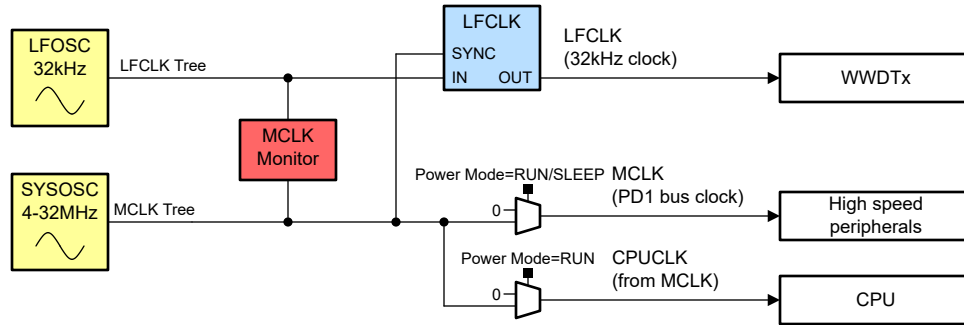 LFOSC
32kHz
LFCLK Tree
LFCLK
SYNC
IN OUT
LFCLK
(32kHz clock)
WWDTx
MCLK
Monitor
SYSOSC
4-32MHz
MCLK Tree
Power Mode=RUN/SLEEP
0
MCLK
(PD1 bus clock)
High speed
peripherals
Power Mode=RUN
0
CPUCLK
(from MCLK)
CPU